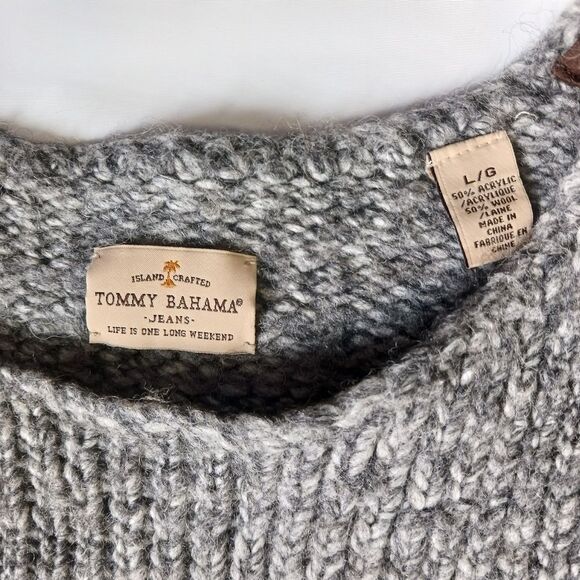 ISLAND CRAFTED
TOMMY BAHAMA®
-JEANS-
LIFE IS ONE LONG WEEKEND
L/G
50% ACRYLIC
/ACRYLIQUE
50% WOOL
/LAINE
MADE IN
CHINA
FABRIQUE EN
CHINE